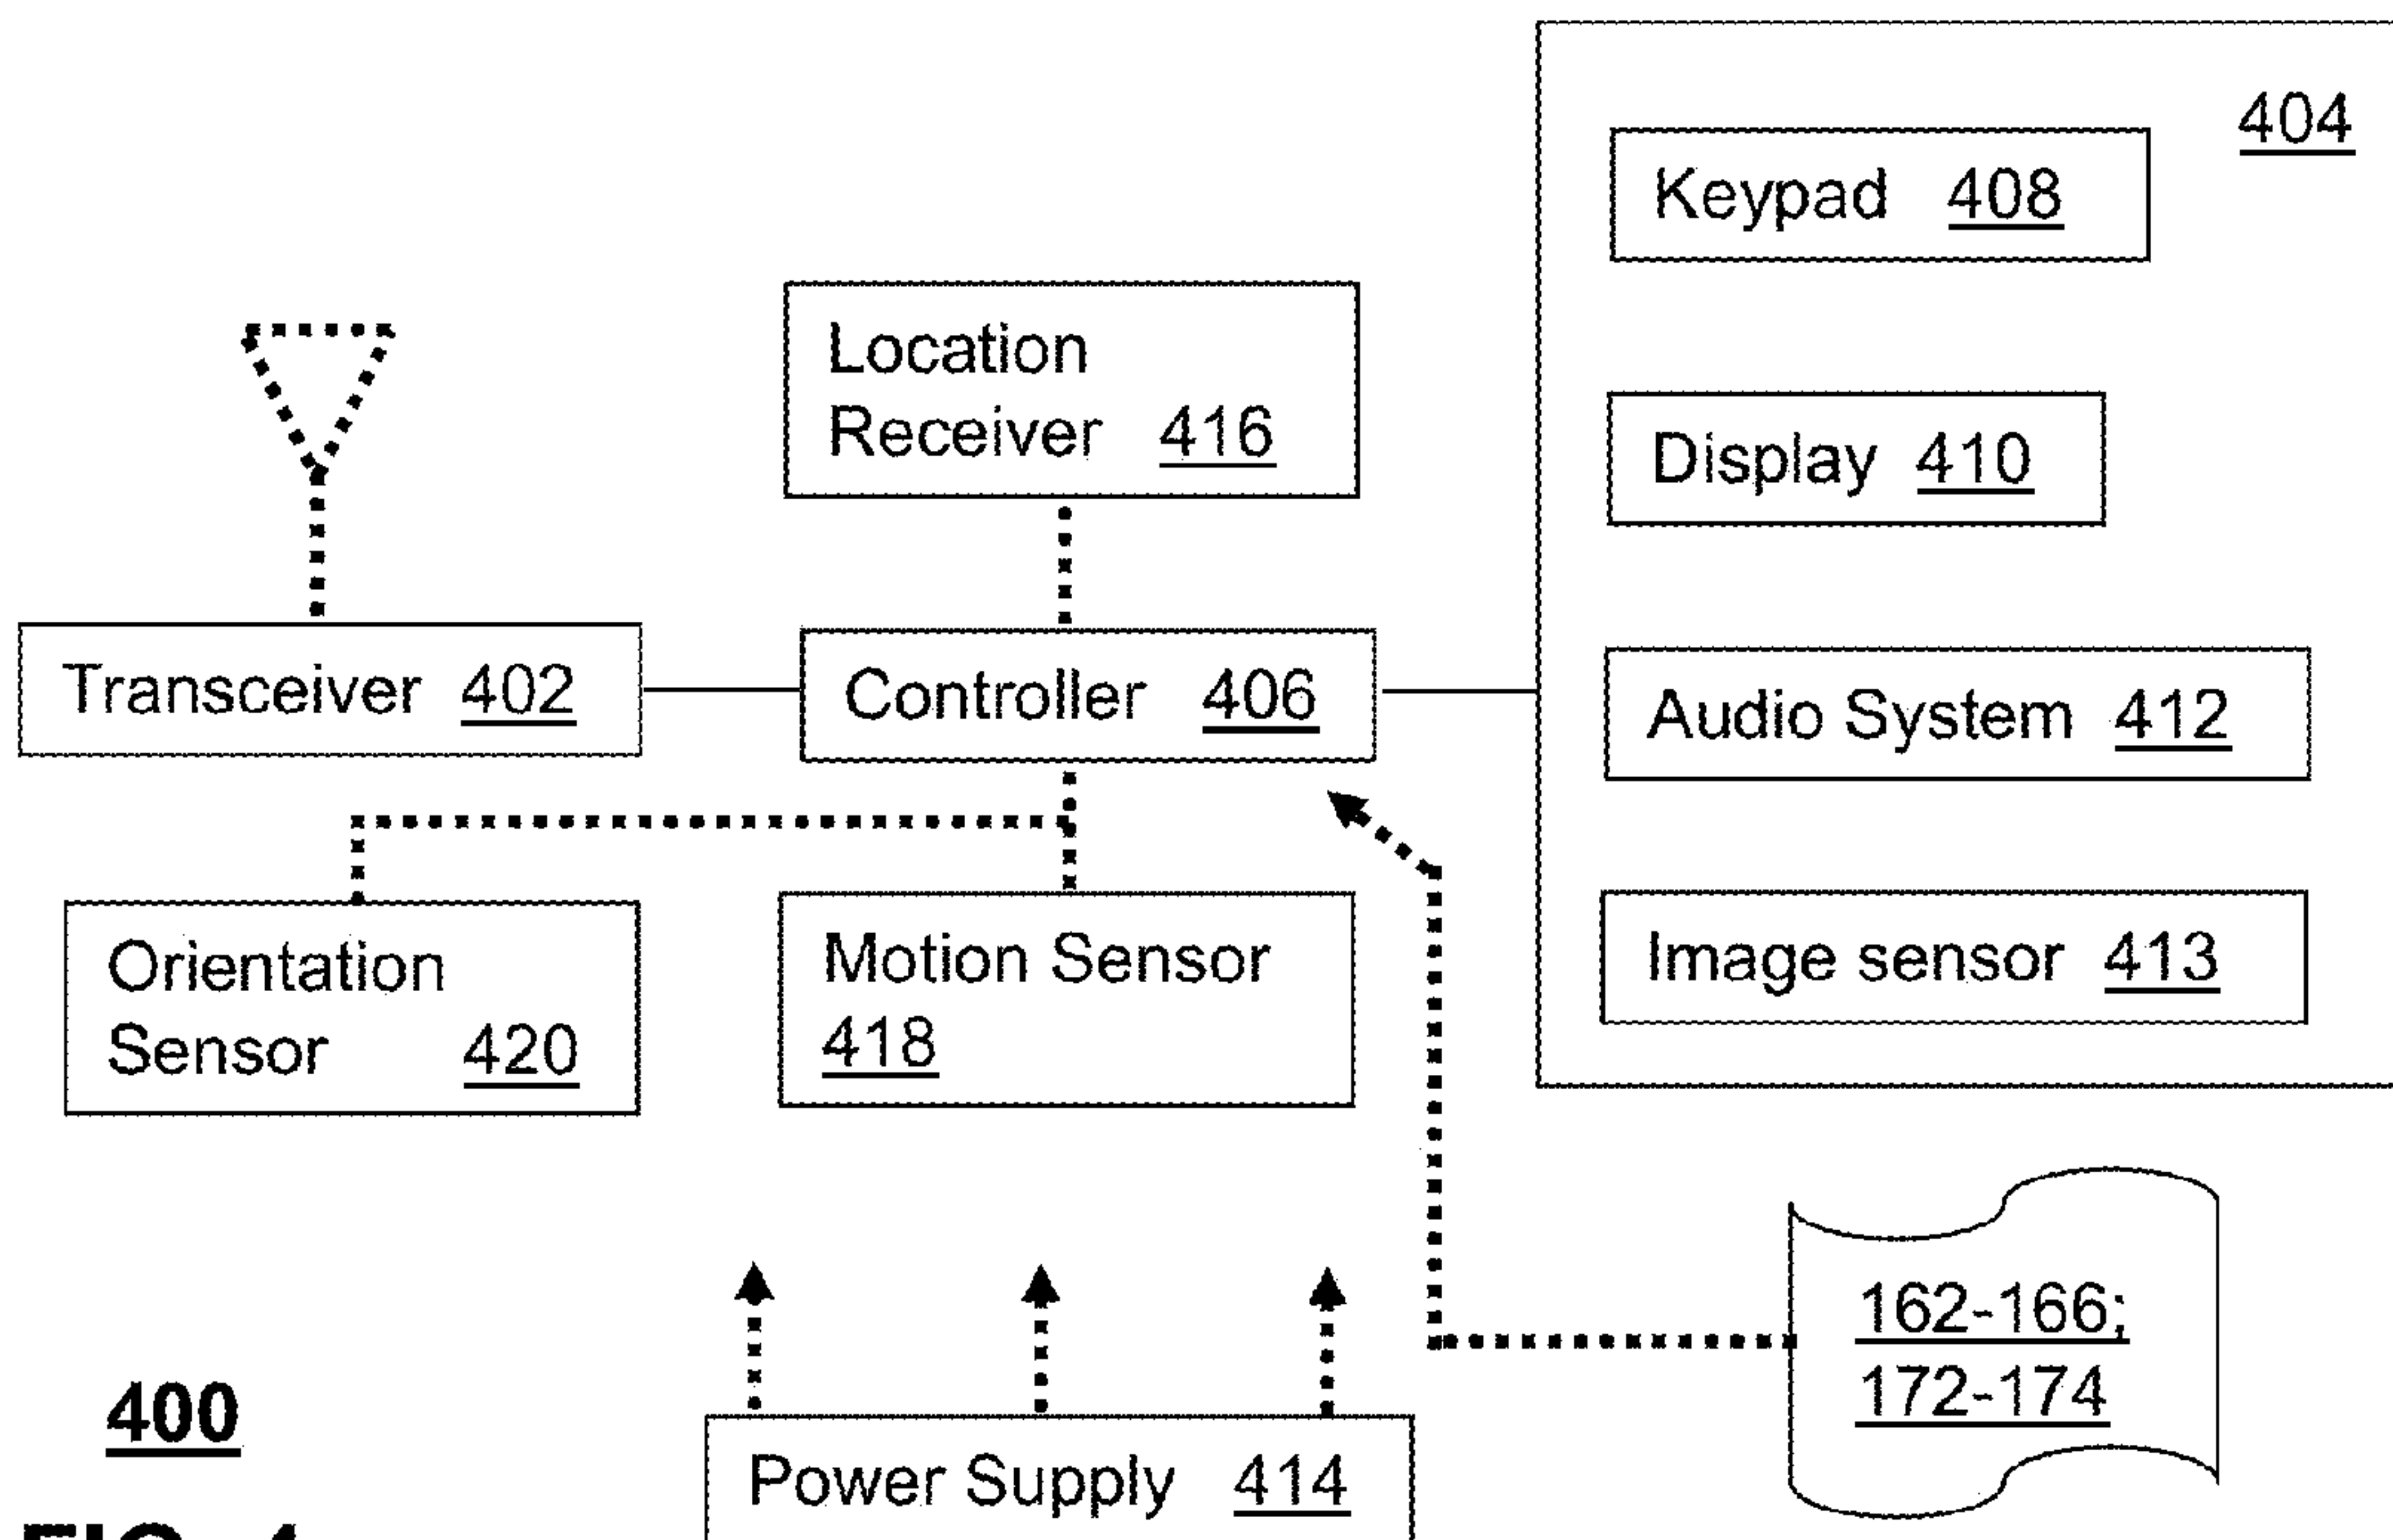 404
Keypad 408
Location
Receiver 416
Display 410
Transceiver 402
Controller 406
Audio System 412
Orientation
Sensor 420
Motion Sensor
418
Image sensor 413
162-166;
172-174
400
Power Supply 414